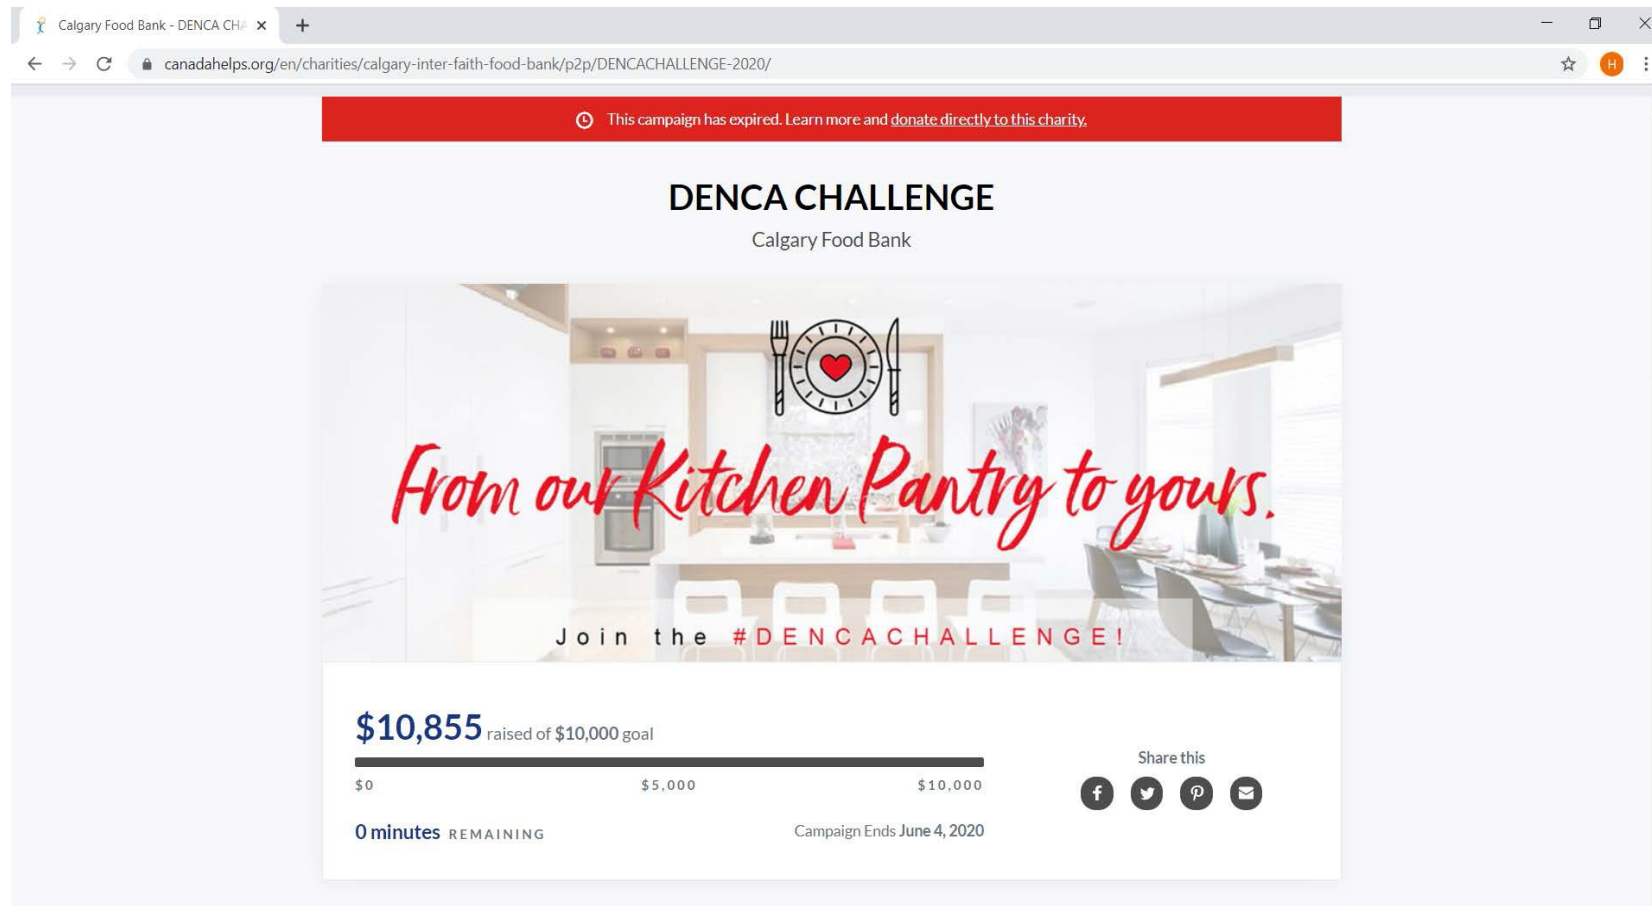 Calgary Food Bank - DENCA CHA
canadahelps.org/en/charities/calgary-inter-faith-food-bank/p2p/DENCACHALLENGE-2020/
H
This campaign has expired. Learn more and donate directly to this charity.
DENCA CHALLENGE
Calgary Food Bank
From our Kitchen Pantry to yours.
Join the #DENCACHALLENGE!
$10,855 raised of $10,000 goal
Share this
$0 $5,000 $10,000
0 minutes REMAINING Campaign Ends June 4, 2020